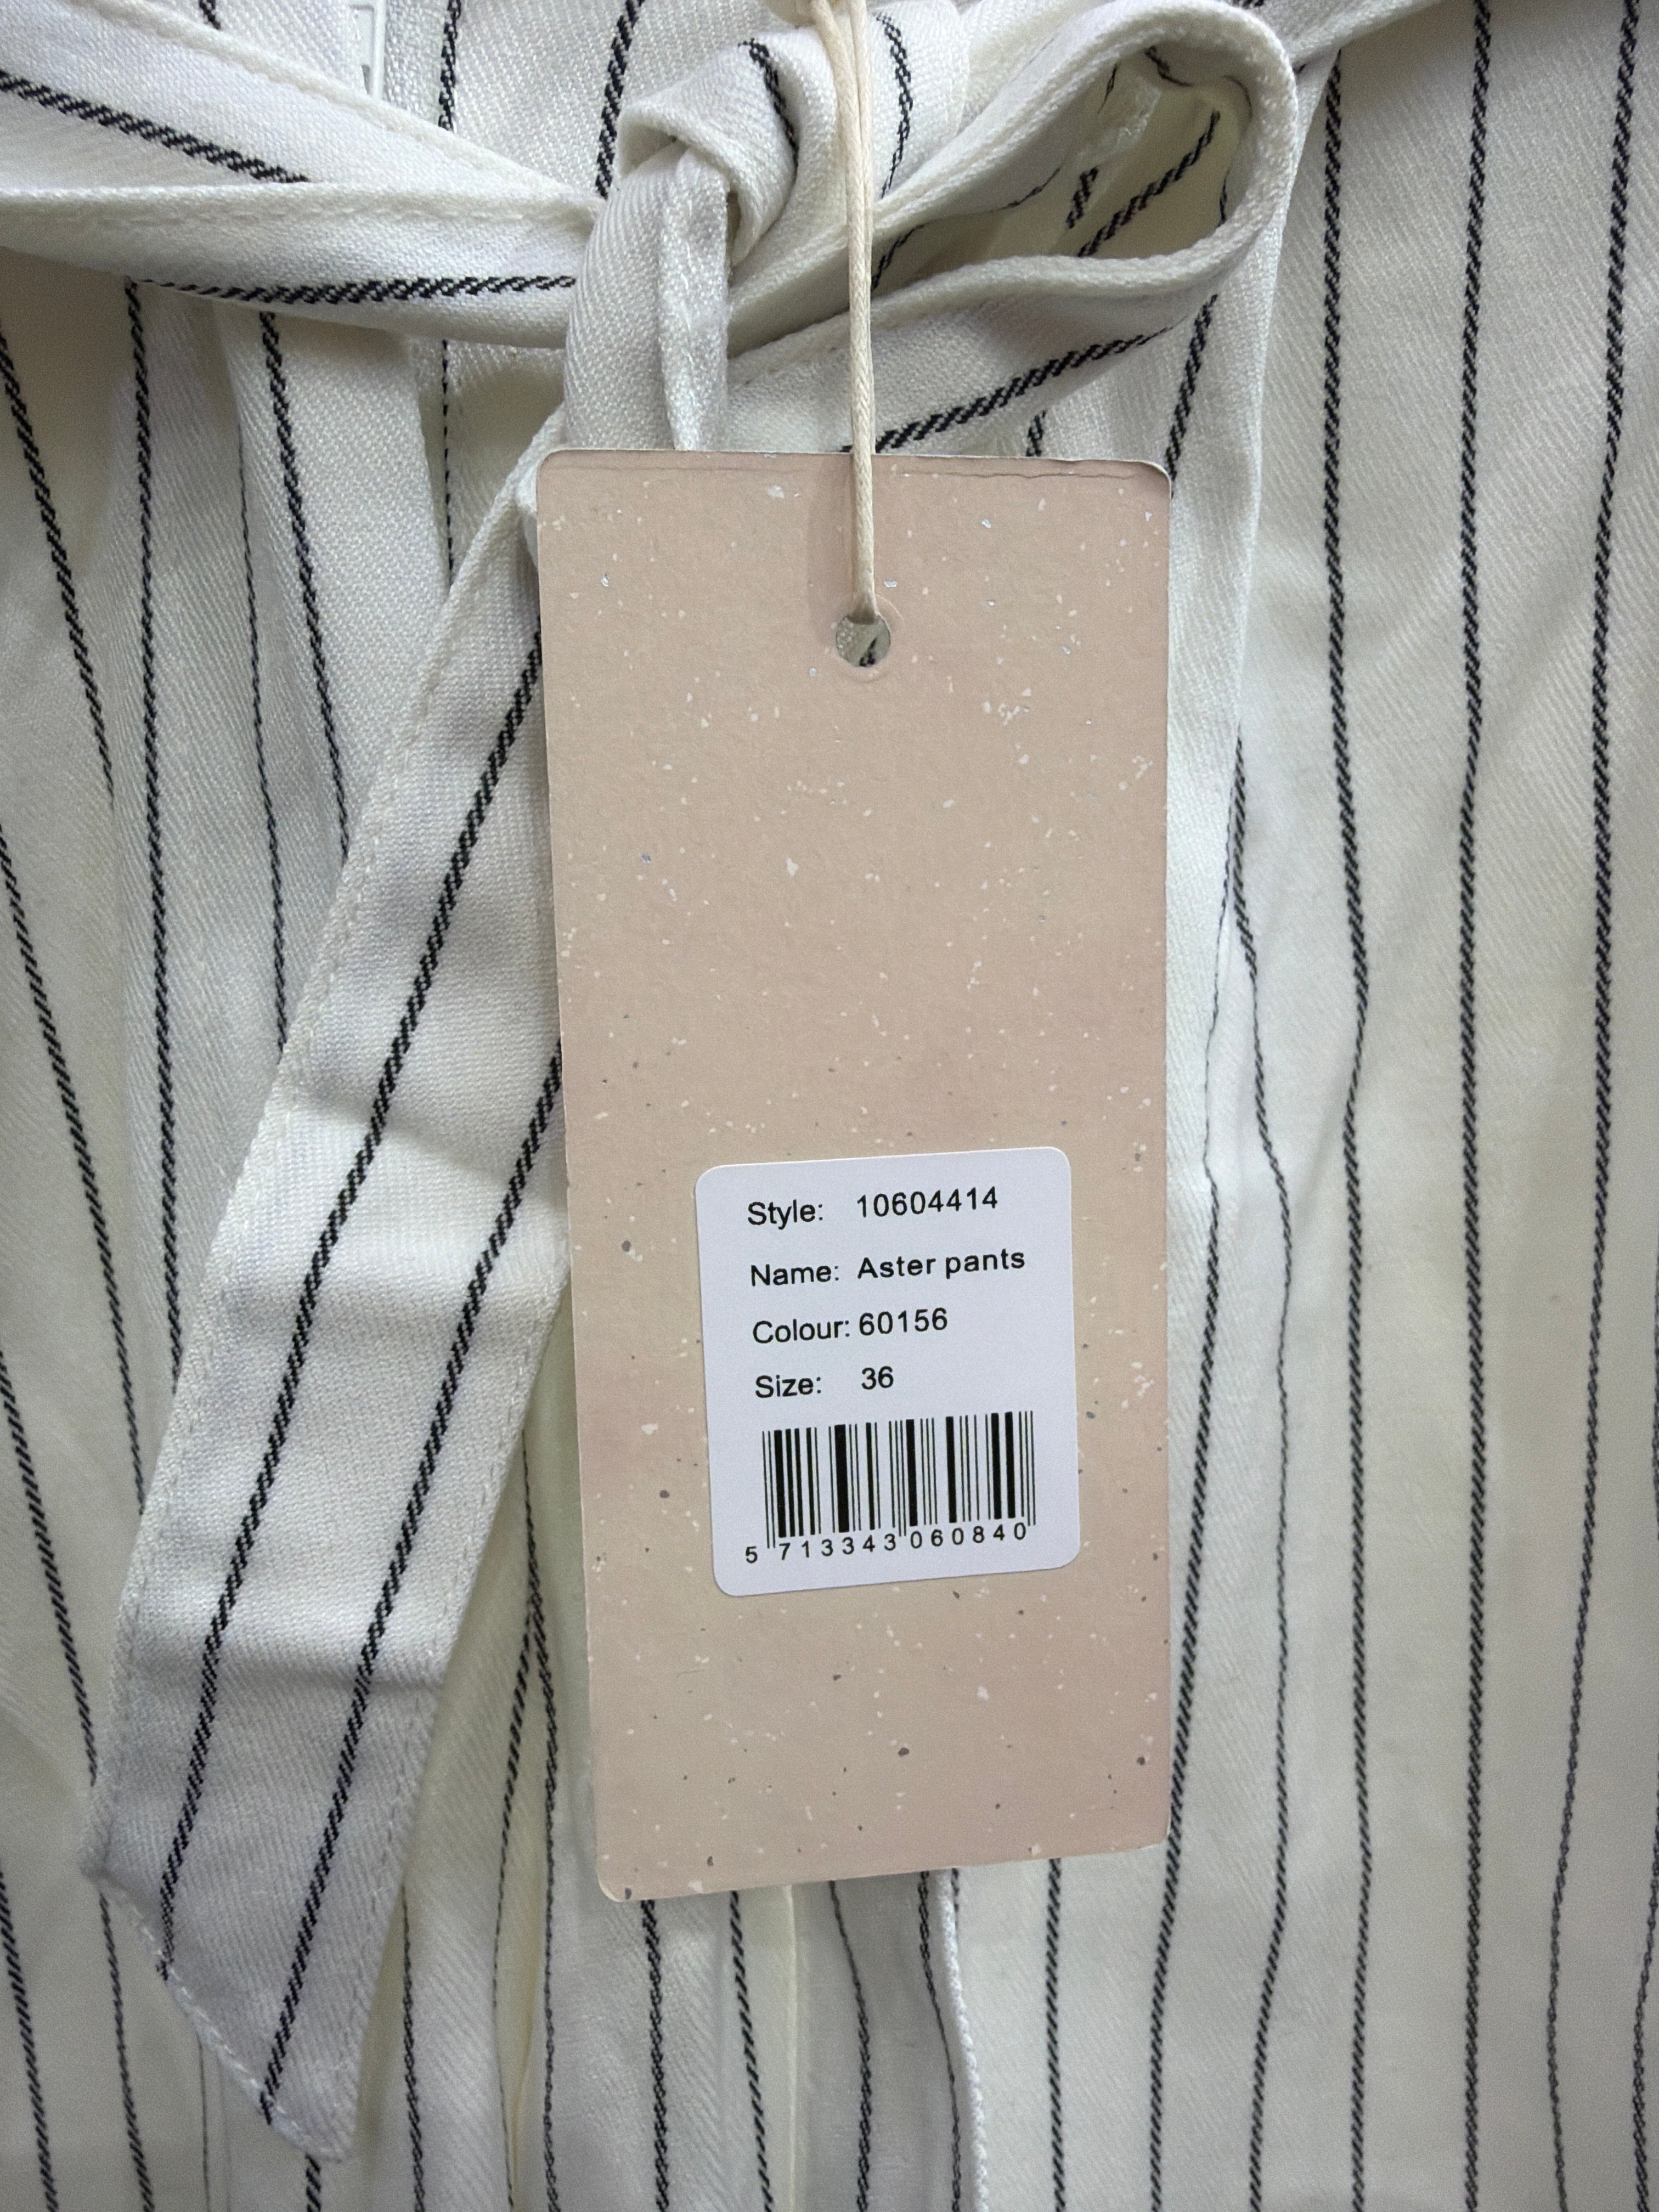 Style: 10604414
Name: Aster pants
Colour: 60156
Size: 36
5 713343 060840